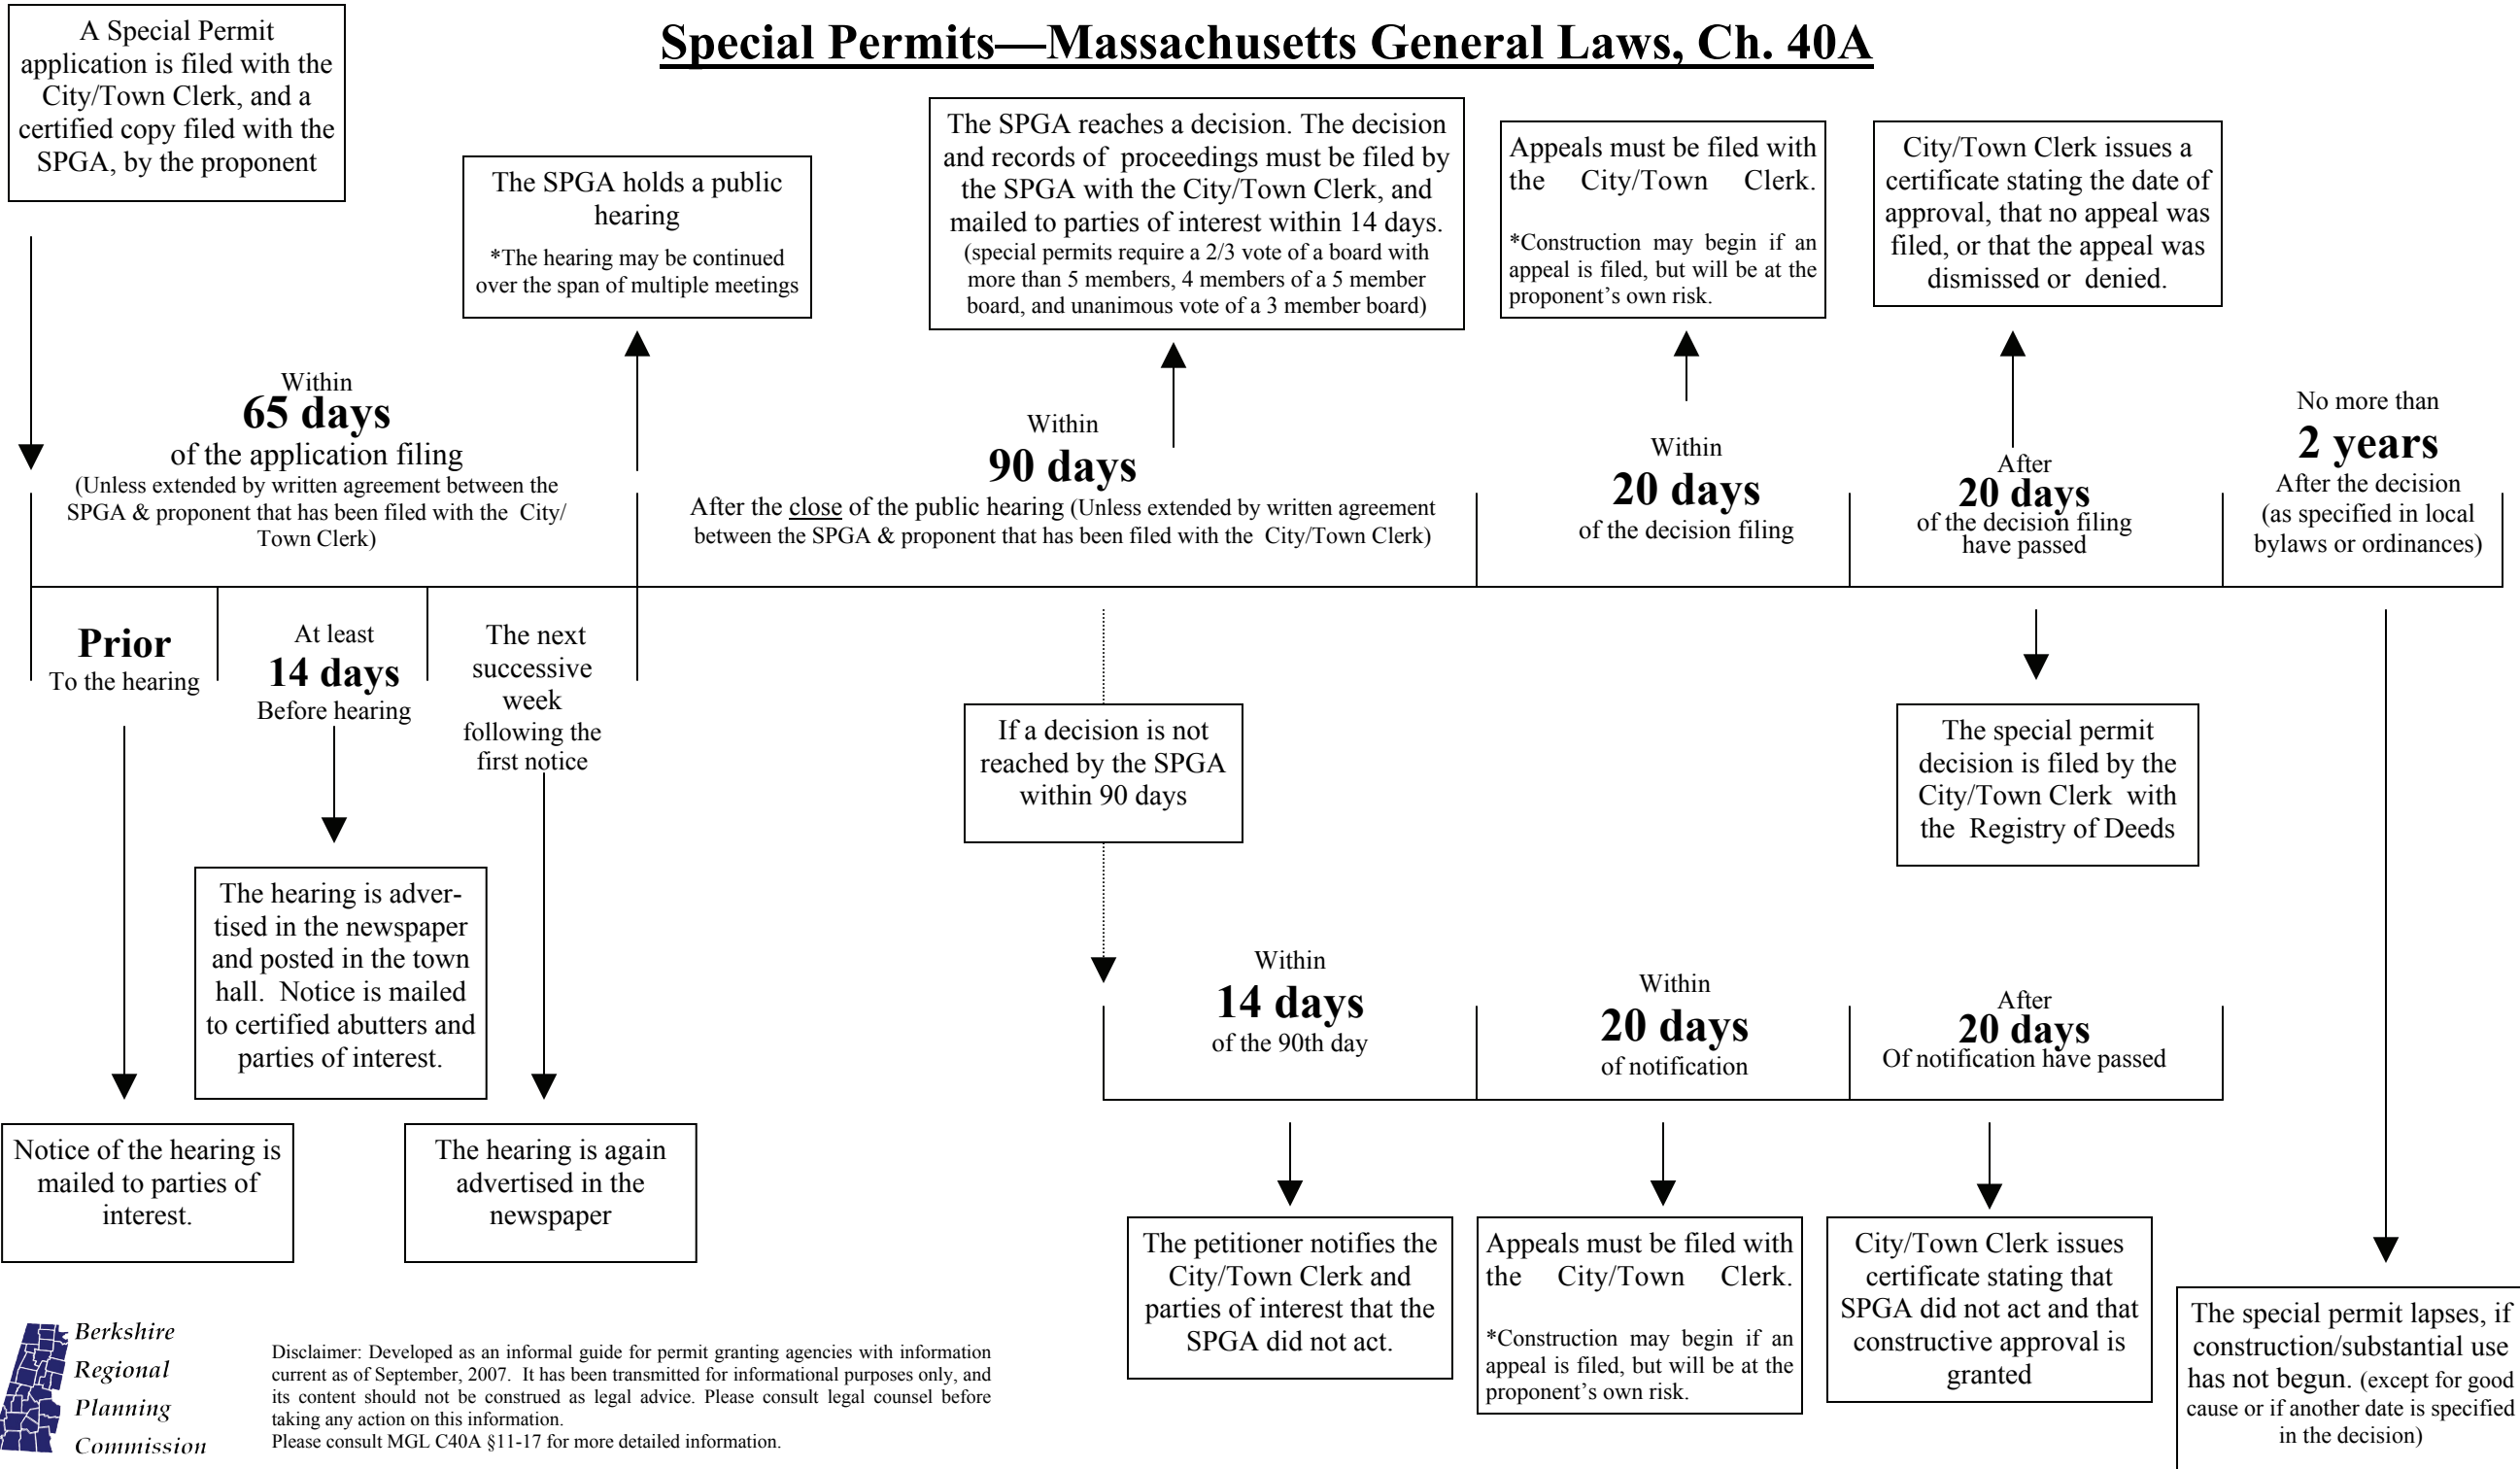 Special Permits—Massachusetts General Laws, Ch. 40A
A Special Permit
application is filed with the
City/Town Clerk, and a
certified copy filed with the
SPGA, by the proponent
The SPGA holds a public
hearing
*The hearing may be continued
over the span of multiple meetings
The SPGA reaches a decision. The decision
and records of proceedings must be filed by
the SPGA with the City/Town Clerk, and
mailed to parties of interest within 14 days.
(special permits require a 2/3 vote of a board with
more than 5 members, 4 members of a 5 member
board, and unanimous vote of a 3 member board)
Appeals must be filed with
the City/Town Clerk.
*Construction may begin if an
appeal is filed, but will be at the
proponent's own risk.
City/Town Clerk issues a
certificate stating the date of
approval, that no appeal was
filed, or that the appeal was
dismissed or denied.
Within
65 days
of the application filing
(Unless extended by written agreement between the
SPGA & proponent that has been filed with the City/
Town Clerk)
Within
90 days
After the close of the public hearing (Unless extended by written agreement
between the SPGA & proponent that has been filed with the City/Town Clerk)
Within
20 days
of the decision filing
After
20 days
of the decision filing
have passed
No more than
2 years
After the decision
(as specified in local
bylaws or ordinances)
Prior
To the hearing
At least
14 days
Before hearing
The next
successive
week
following the
first notice
If a decision is not
reached by the SPGA
within 90 days
The special permit
decision is filed by the
City/Town Clerk with
the Registry of Deeds
The hearing is adver-
tised in the newspaper
and posted in the town
hall. Notice is mailed
to certified abutters and
parties of interest.
Within
14 days
of the 90th day
Within
20 days
of notification
After
20 days
Of notification have passed
Notice of the hearing is
mailed to parties of
interest.
The hearing is again
advertised in the
newspaper
The petitioner notifies the
City/Town Clerk and
parties of interest that the
SPGA did not act.
Appeals must be filed with
the City/Town Clerk.
*Construction may begin if an
appeal is filed, but will be at the
proponent's own risk.
City/Town Clerk issues
certificate stating that
SPGA did not act and that
constructive approval is
granted
The special permit lapses, if
construction/substantial use
has not begun. (except for good
cause or if another date is specified
in the decision)
Berkshire
Regional
Planning
Commission
Disclaimer: Developed as an informal guide for permit granting agencies with information
current as of September, 2007. It has been transmitted for informational purposes only, and
its content should not be construed as legal advice. Please consult legal counsel before
taking any action on this information.
Please consult MGL C40A §11-17 for more detailed information.